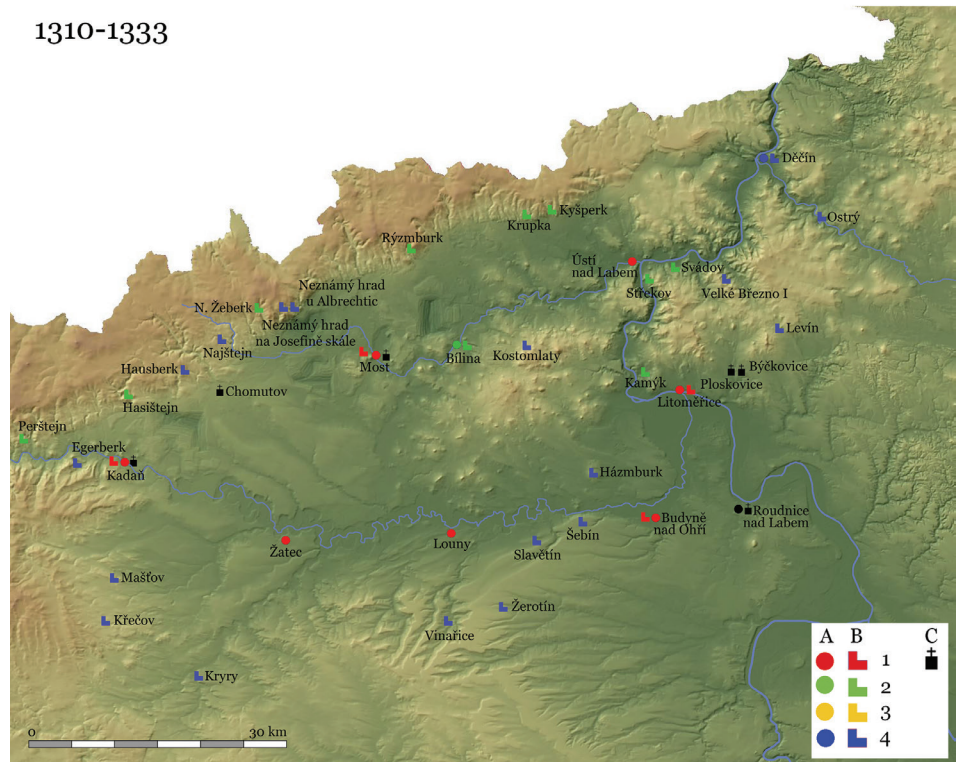 1310-1333
Děčín
Kyšperk
Krupka
Ostrý
Rýzmburk
Ústí
nad Labem
Svádov
Střekov
Velké Březno I
Neznámý hrad
u Albrechtic
N. Žeberk
Neznámý hrad
na Josefině skále
Levín
Najštejn
Most
Bílina
Kostomlaty
Hausberk
Býčkovice
Kamýk
Ploskovice
Chomutov
Hasištejn
Litoměřice
Perštejn
Egerberk
Kadaň
Házmburk
Roudnice
nad Labem
Budyně
nad Ohří
Šebín
Louny
Slavětín
Žatec
Mašťov
Žerotín
Křečov
Vinařice
Kryry
A B C
1
2
3
4
0 30 km